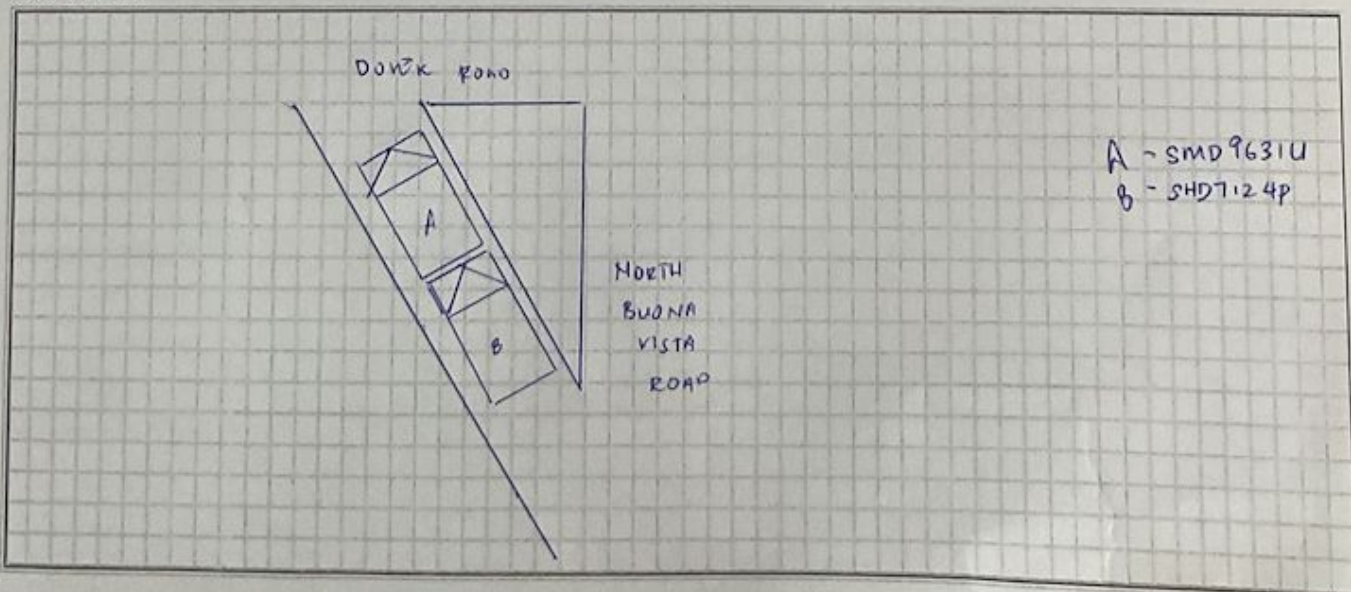 DOVER ROAD
A - SMD9631U
B - SHD7124P
A
NORTH
BUONA
VISTA
B
ROAD